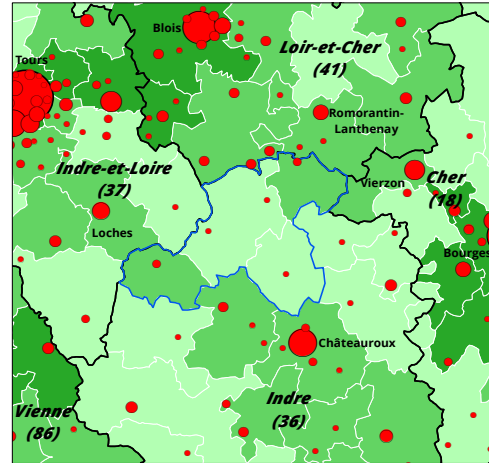 Blois
Loir-et-Cher
(41)
Tours
Romorantin-
Lanthenay
Indre-et-Loire
(37)
Vierzon
Cher
(18)
Loches
Bourges
Châteauroux
Indre
(36)
Vienne
(86)